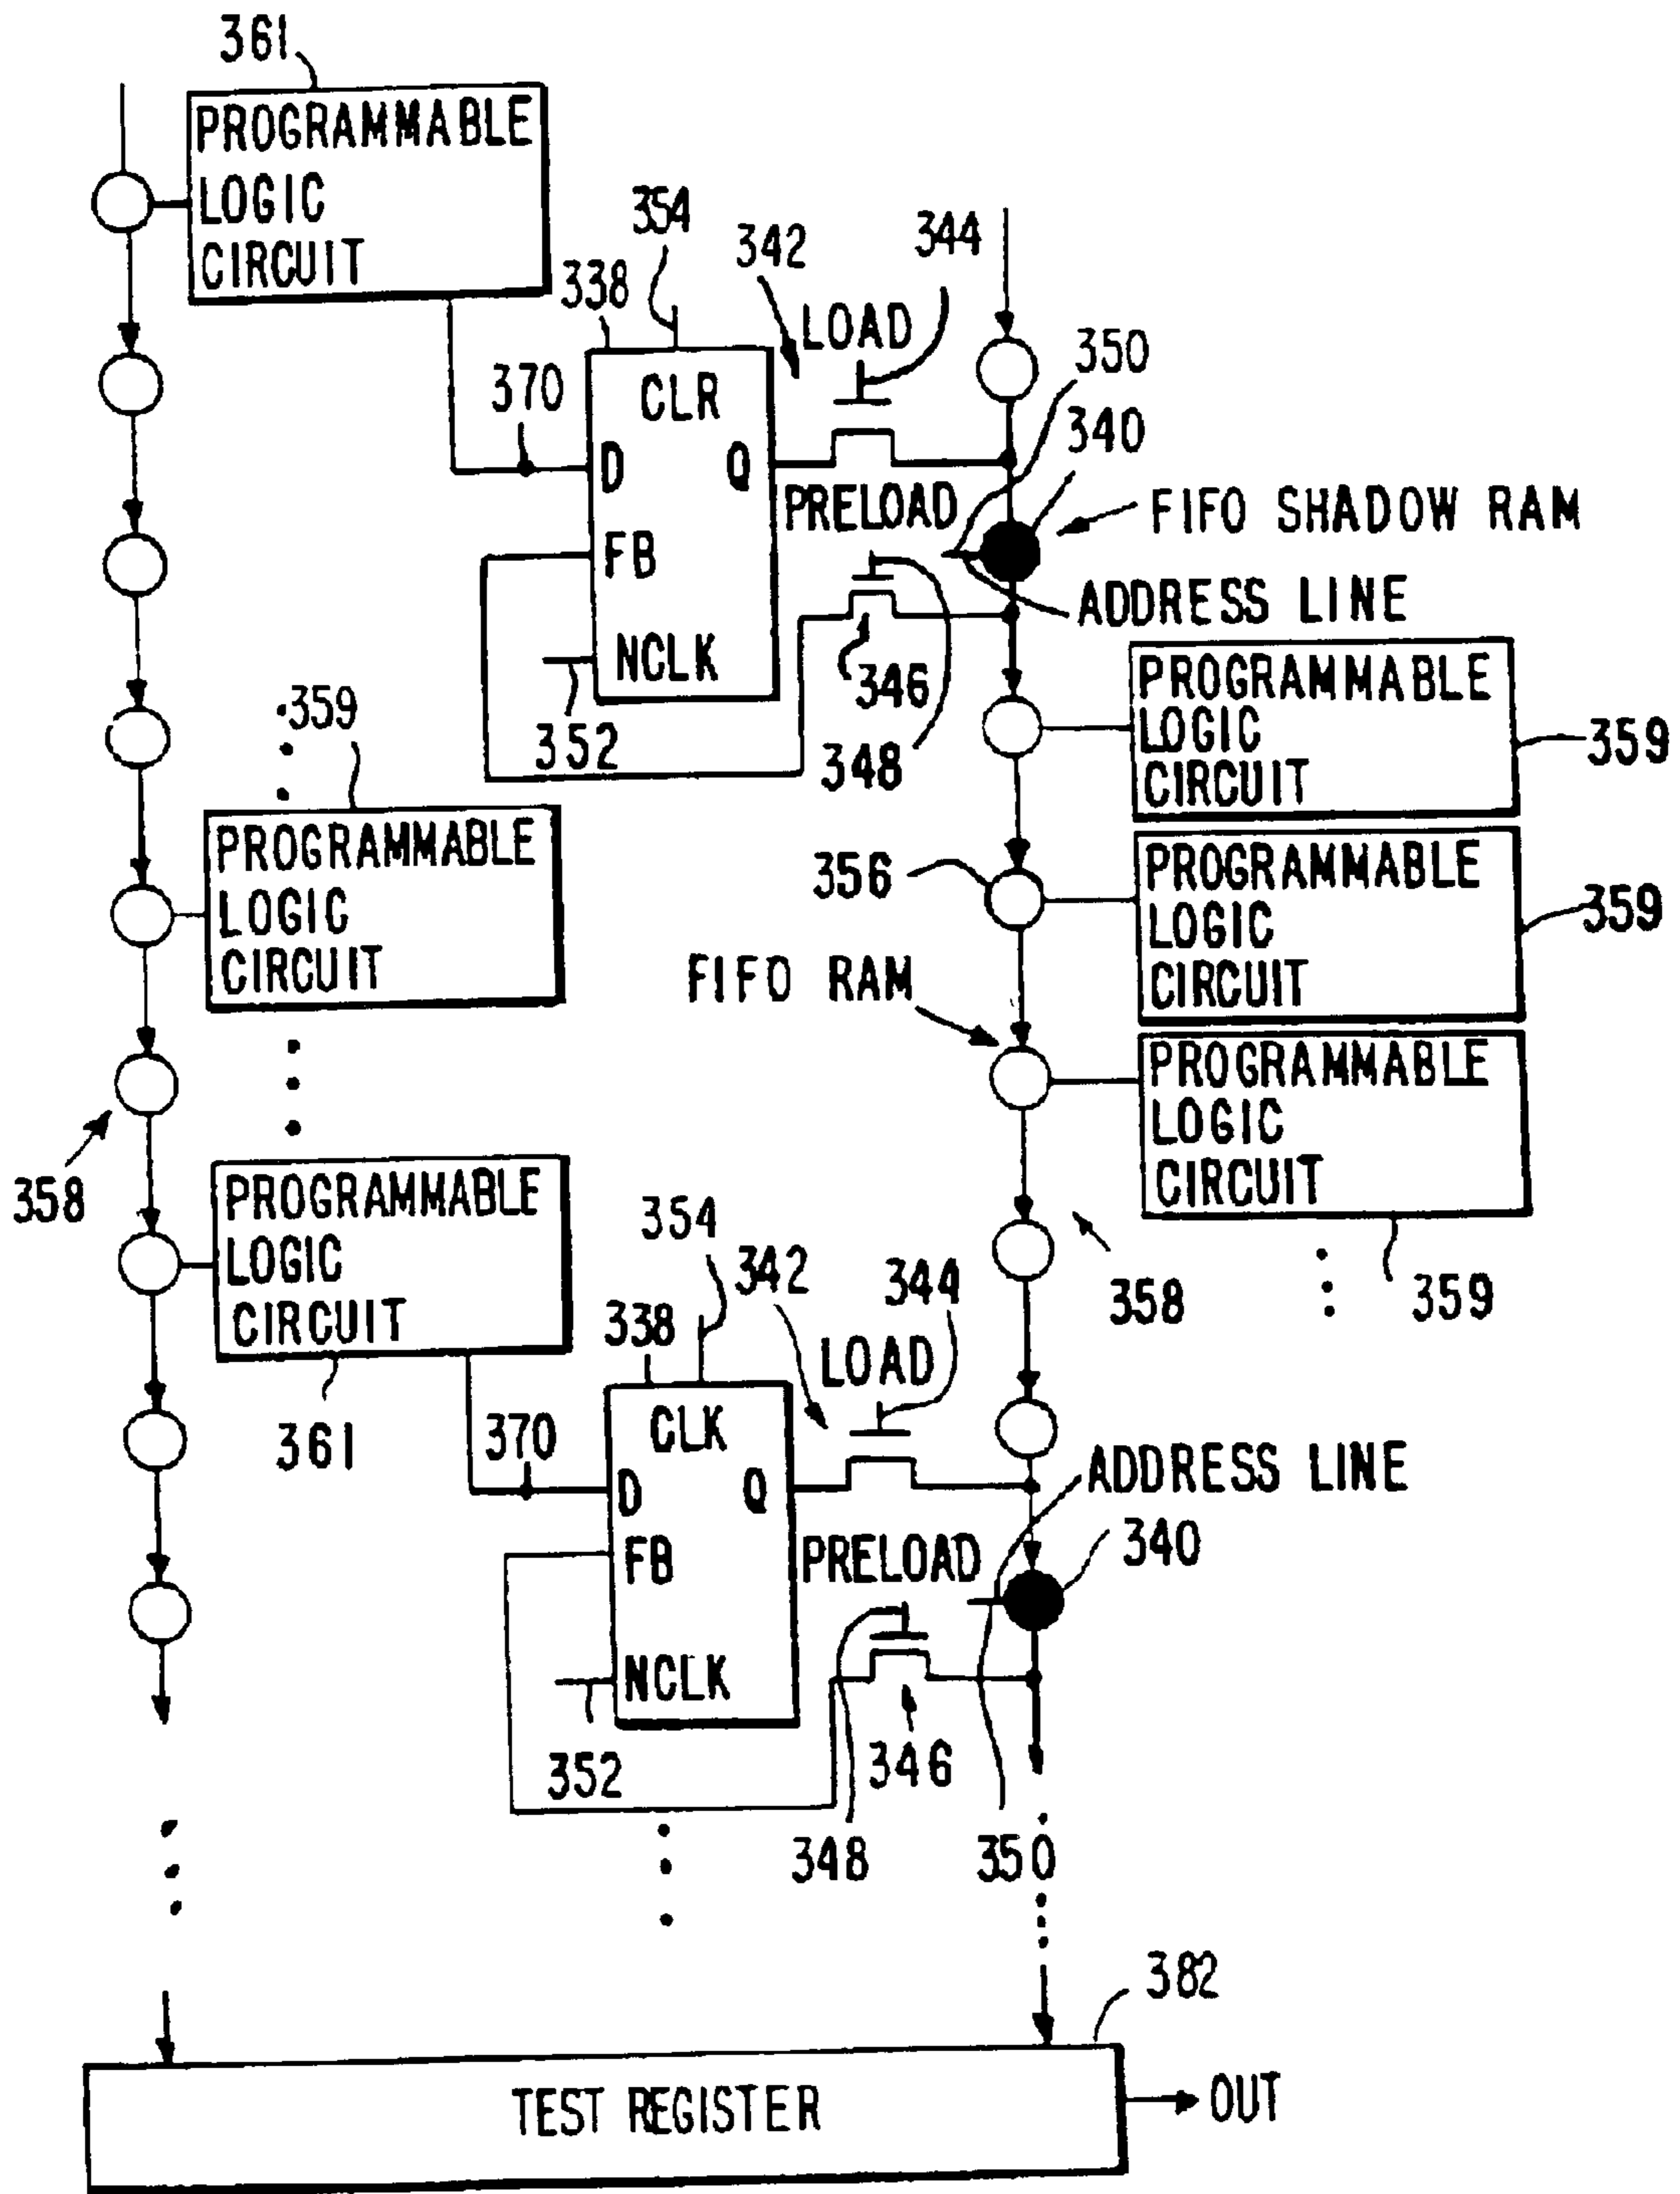 361
PROGRAMMABLE
LOGIC
CIRCUIT
354
342
344
338
LOAD
350
370
CLR
340
D
Q
PRELOAD
FIFO SHADOW RAM
FB
ADDRESS LINE
NCLK
346
352
348
359
PROGRAMMABLE
LOGIC
CIRCUIT
359
PROGRAMMABLE
LOGIC
CIRCUIT
356
PROGRAMMABLE
LOGIC
CIRCUIT
359
FIFO RAM
PROGRAMMABLE
LOGIC
CIRCUIT
359
358
358
PROGRAMMABLE
LOGIC
CIRCUIT
361
354
342
344
338
LOAD
370
CLK
ADDRESS LINE
D
Q
340
FB
PRELOAD
NCLK
346
352
348
350
382
TEST REGISTER
OUT